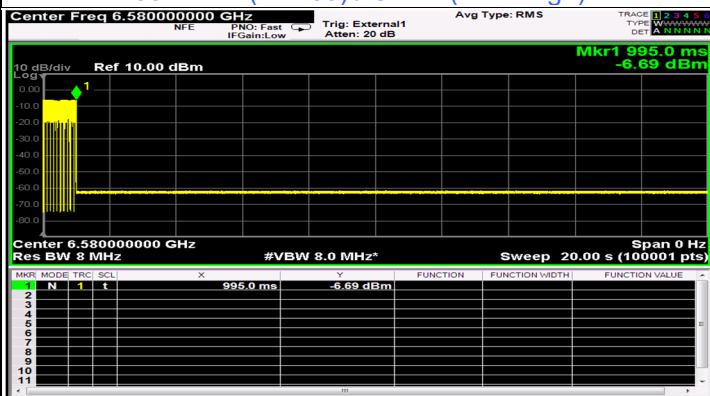 Center Freq 6.580000000 GHz
NFE
PNO: Fast
IFGain:Low
Trig: External1
Atten: 20 dB
Avg Type: RMS
TRACE 1 2 3 4 5 6
TYPE WWWWWW
DET A N N N N N
Mkr1 995.0 ms
-6.69 dBm
10 dB/div
Ref 10.00 dBm
Log
1
0.00
-10.0
-20.0
-30.0
-40.0
-50.0
-60.0
-70.0
-80.0
Center 6.580000000 GHz
Span 0 Hz
Res BW 8 MHz
#VBW 8.0 MHz*
Sweep 20.00 s (100001 pts)
MKR MODE TRC SCL X Y FUNCTION FUNCTION WIDTH FUNCTION VALUE
1 N 1 t 995.0 ms -6.69 dBm
2
3
4
5
6
7
8
9
10
11